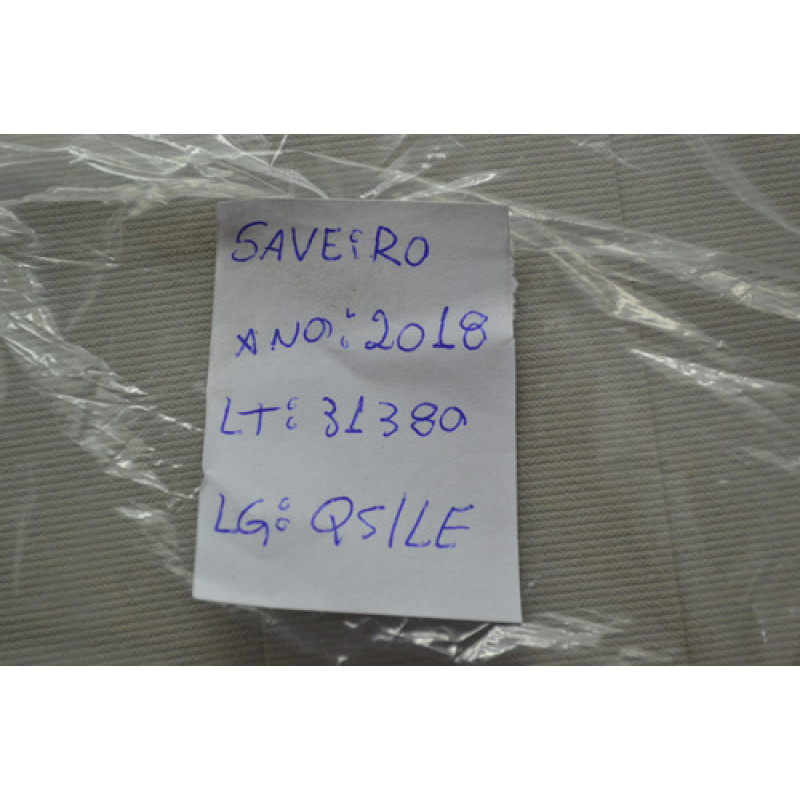 SAVEiRO
ANO: 2018
LT: 31380
LG: QS/LE